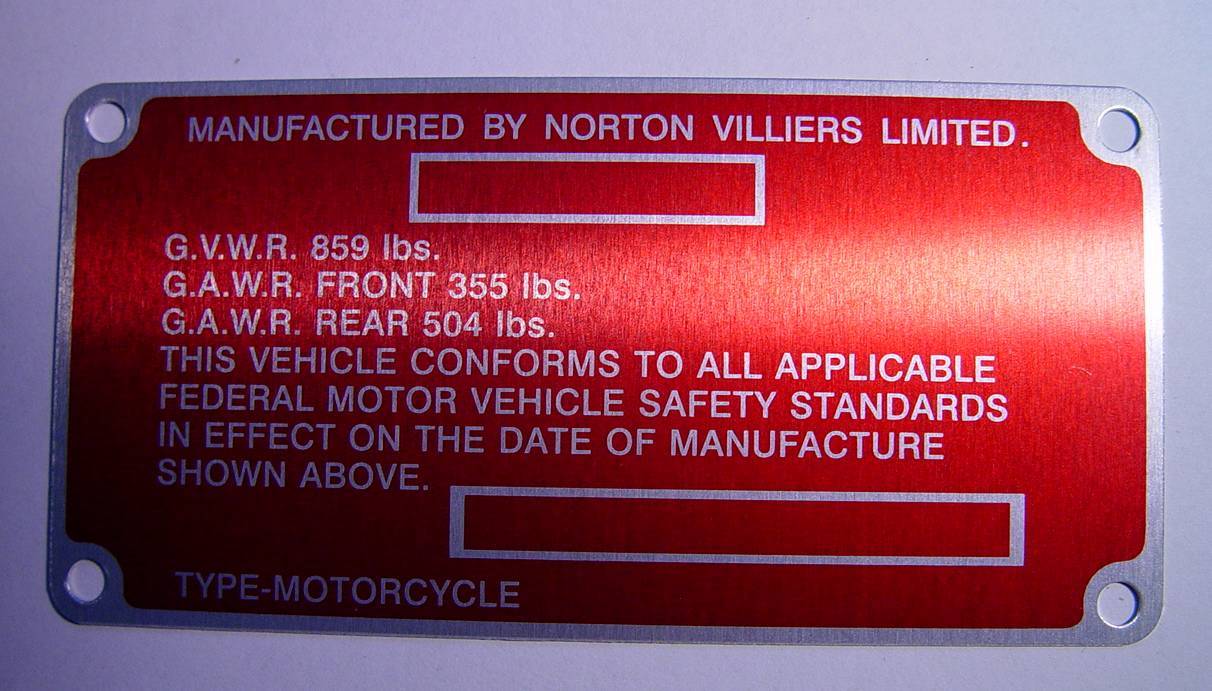 MANUFACTURED BY NORTON VILLIERS LIMITED.
G.V.W.R. 859 lbs.
G.A.W.R. FRONT 355 lbs.
G.A.W.R. REAR 504 lbs.
THIS VEHICLE CONFORMS TO ALL APPLICABLE
FEDERAL MOTOR VEHICLE SAFETY STANDARDS
IN EFFECT ON THE DATE OF MANUFACTURE
SHOWN ABOVE.
TYPE-MOTORCYCLE